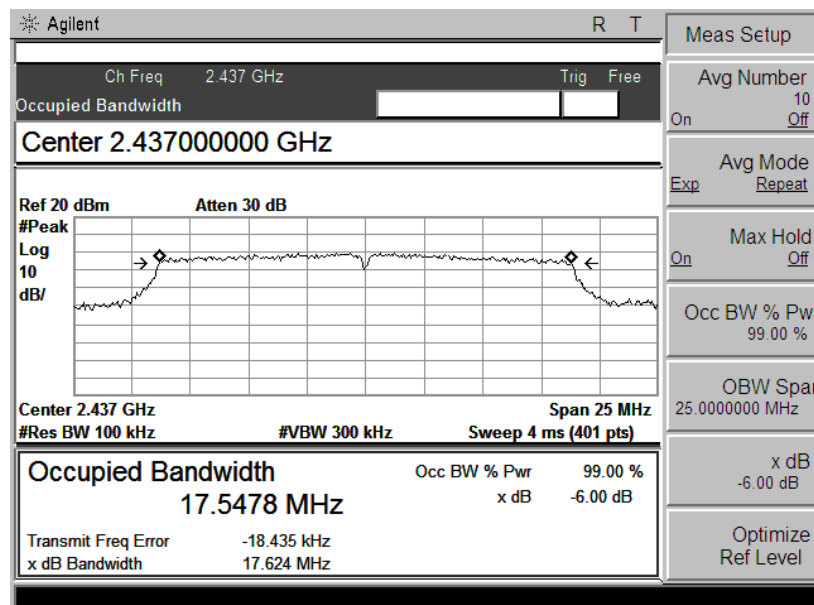 Agilent R T
Ch Freq 2.437 GHz Trig Free
Occupied Bandwidth
Center 2.437000000 GHz
Ref 20 dBm Atten 30 dB
#Peak
Log
10
dB/
Center 2.437 GHz Span 25 MHz
#Res BW 100 kHz #VBW 300 kHz Sweep 4 ms (401 pts)
Occupied Bandwidth Occ BW % Pwr 99.00 %
17.5478 MHz x dB -6.00 dB
Transmit Freq Error -18.435 kHz
x dB Bandwidth 17.624 MHz
Meas Setup
Avg Number
10
On Off
Avg Mode
Exp Repeat
Max Hold
On Off
Occ BW % Pw
99.00 %
OBW Spa
25.0000000 MHz
x dB
-6.00 dB
Optimize
Ref Level